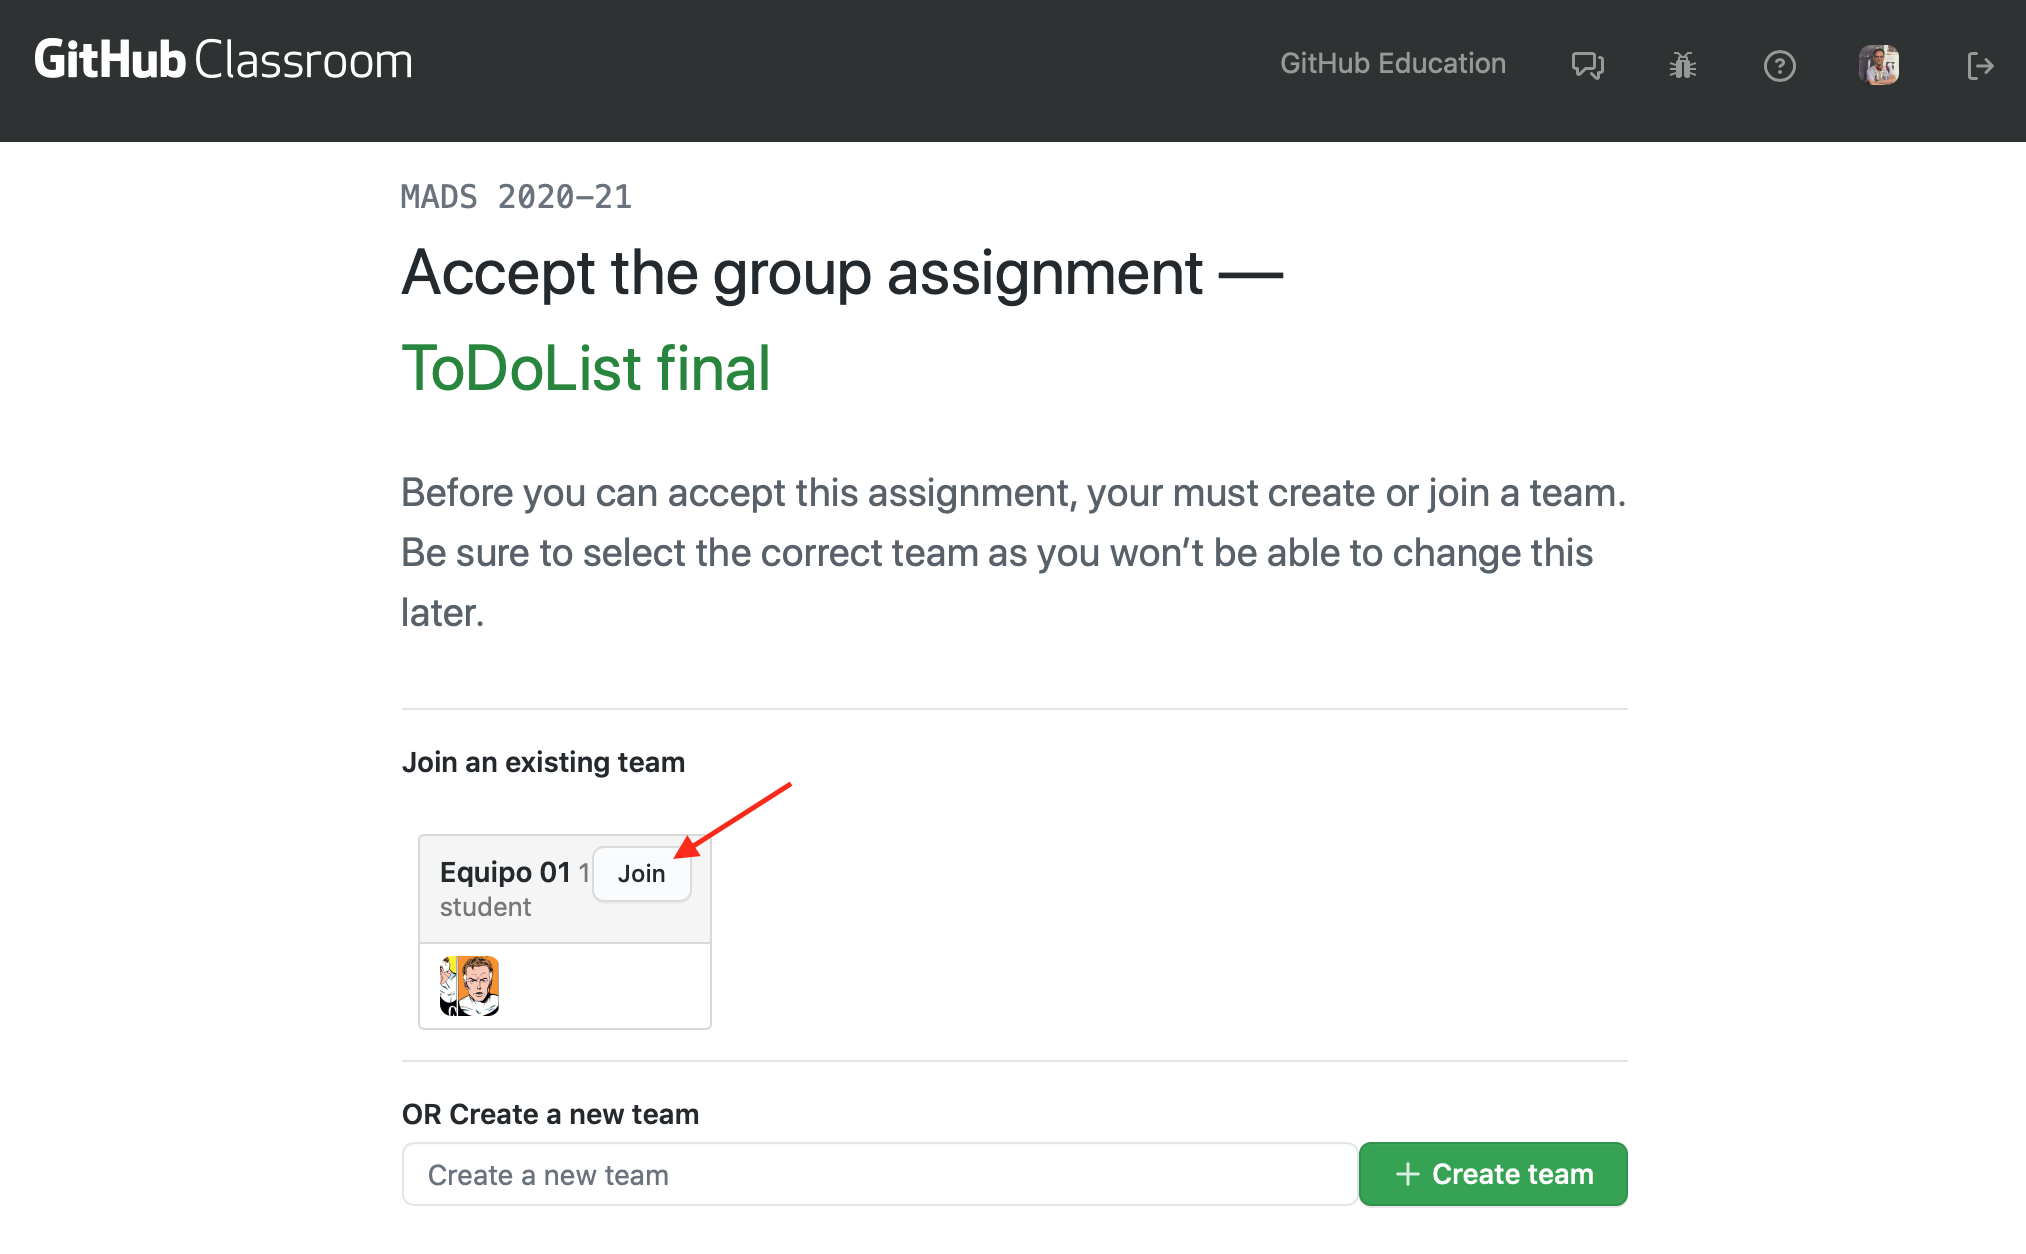 GitHub Classroom
GitHub Education
MADS 2020-21
Accept the group assignment —
ToDoList final
Before you can accept this assignment, your must create or join a team.
Be sure to select the correct team as you won't be able to change this
later.
Join an existing team
Equipo 01 1
Join
student
OR Create a new team
Create a new team
+ Create team